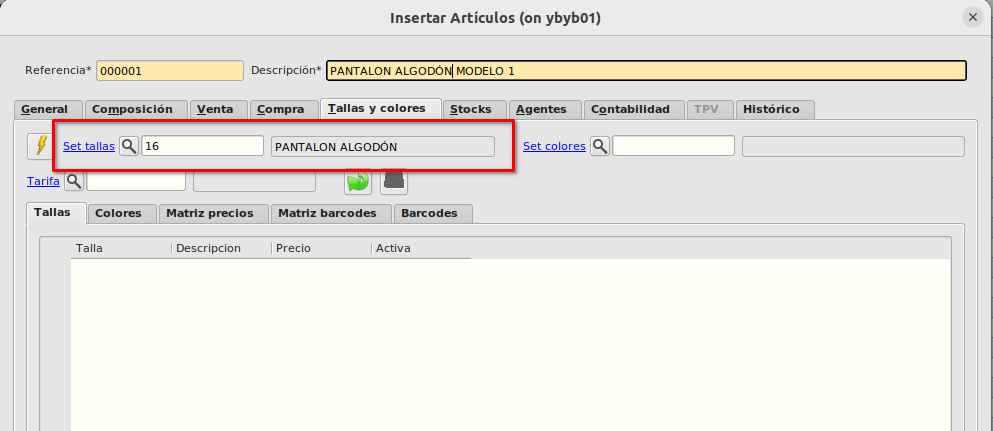 Insertar Artículos (on ybyb01)
Referencia* 000001 Descripción* PANTALON ALGODÓN MODELO 1
General Composición Venta Compra Tallas y colores Stocks Agentes Contabilidad TPV Histórico
Set tallas 16 PANTALON ALGODÓN Set colores
Tarifa
Tallas Colores Matriz precios Matriz barcodes Barcodes
Talla Descripcion Precio Activa